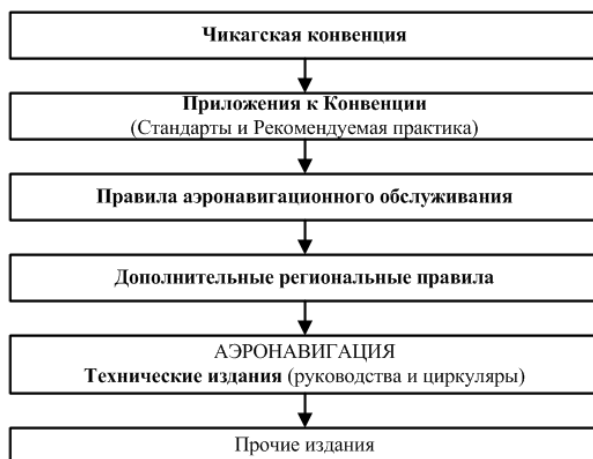 Чикагская конвенция
Приложения к Конвенции
(Стандарты и Рекомендуемая практика)
Правила аэронавигационного обслуживания
Дополнительные региональные правила
АЭРОНАВИГАЦИЯ
Технические издания (руководства и циркуляры)
Прочие издания